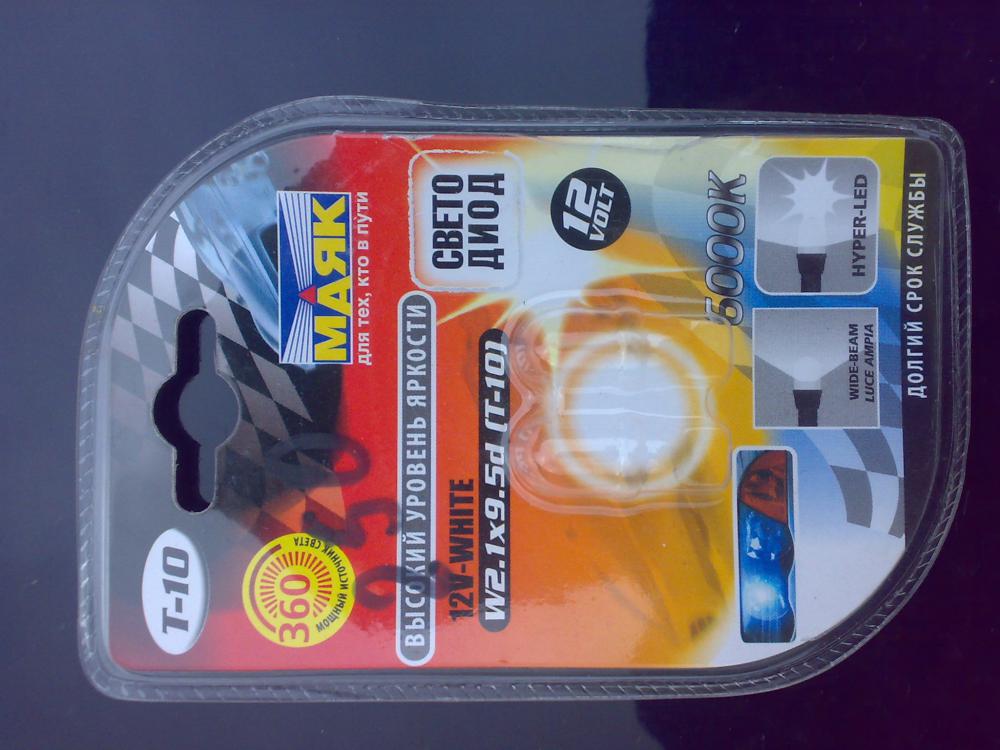 T-10
МАЯК
для тех, кто в пути
360
МОЩНЫЙ ИСТОЧНИК СВЕТА
ВЫСОКИЙ УРОВЕНЬ ЯРКОСТИ
СВЕТО
ДИОД
12V-WHITE
W2.1x9.5d (T-10)
12
VOLT
6000K
WIDE-BEAM
LUCE AMPIA
HYPER-LED
ДОЛГИЙ СРОК СЛУЖБЫ